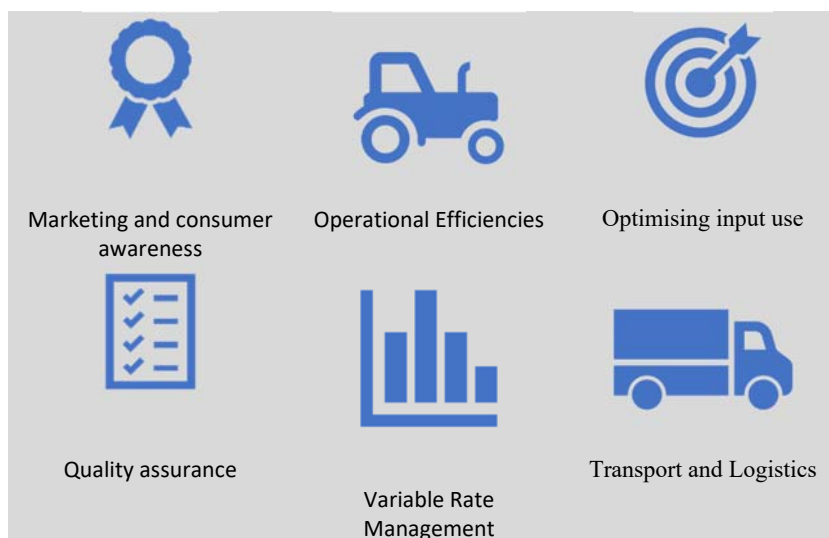 Marketing and consumer
awareness
Operational Efficiencies
Optimising input use
Quality assurance
Variable Rate
Management
Transport and Logistics